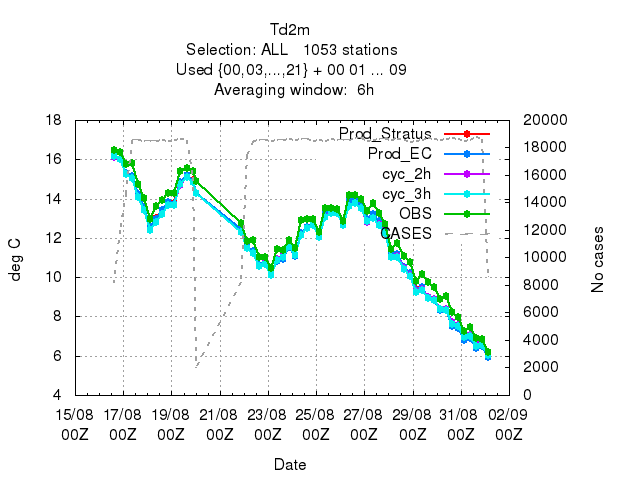 Td2m
Selection: ALL 1053 stations
Used {00,03,...,21} + 00 01 ... 09
Averaging window: 6h
18
16
14
12
10
8
6
4
deg C
20000
18000
16000
14000
12000
10000
8000
6000
4000
2000
0
No cases
Prod_Stratus
Prod_EC
cyc_2h
cyc_3h
OBS
CASES
15/08 17/08 19/08 21/08 23/08 25/08 27/08 29/08 31/08 02/09
00Z 00Z 00Z 00Z 00Z 00Z 00Z 00Z 00Z 00Z
Date